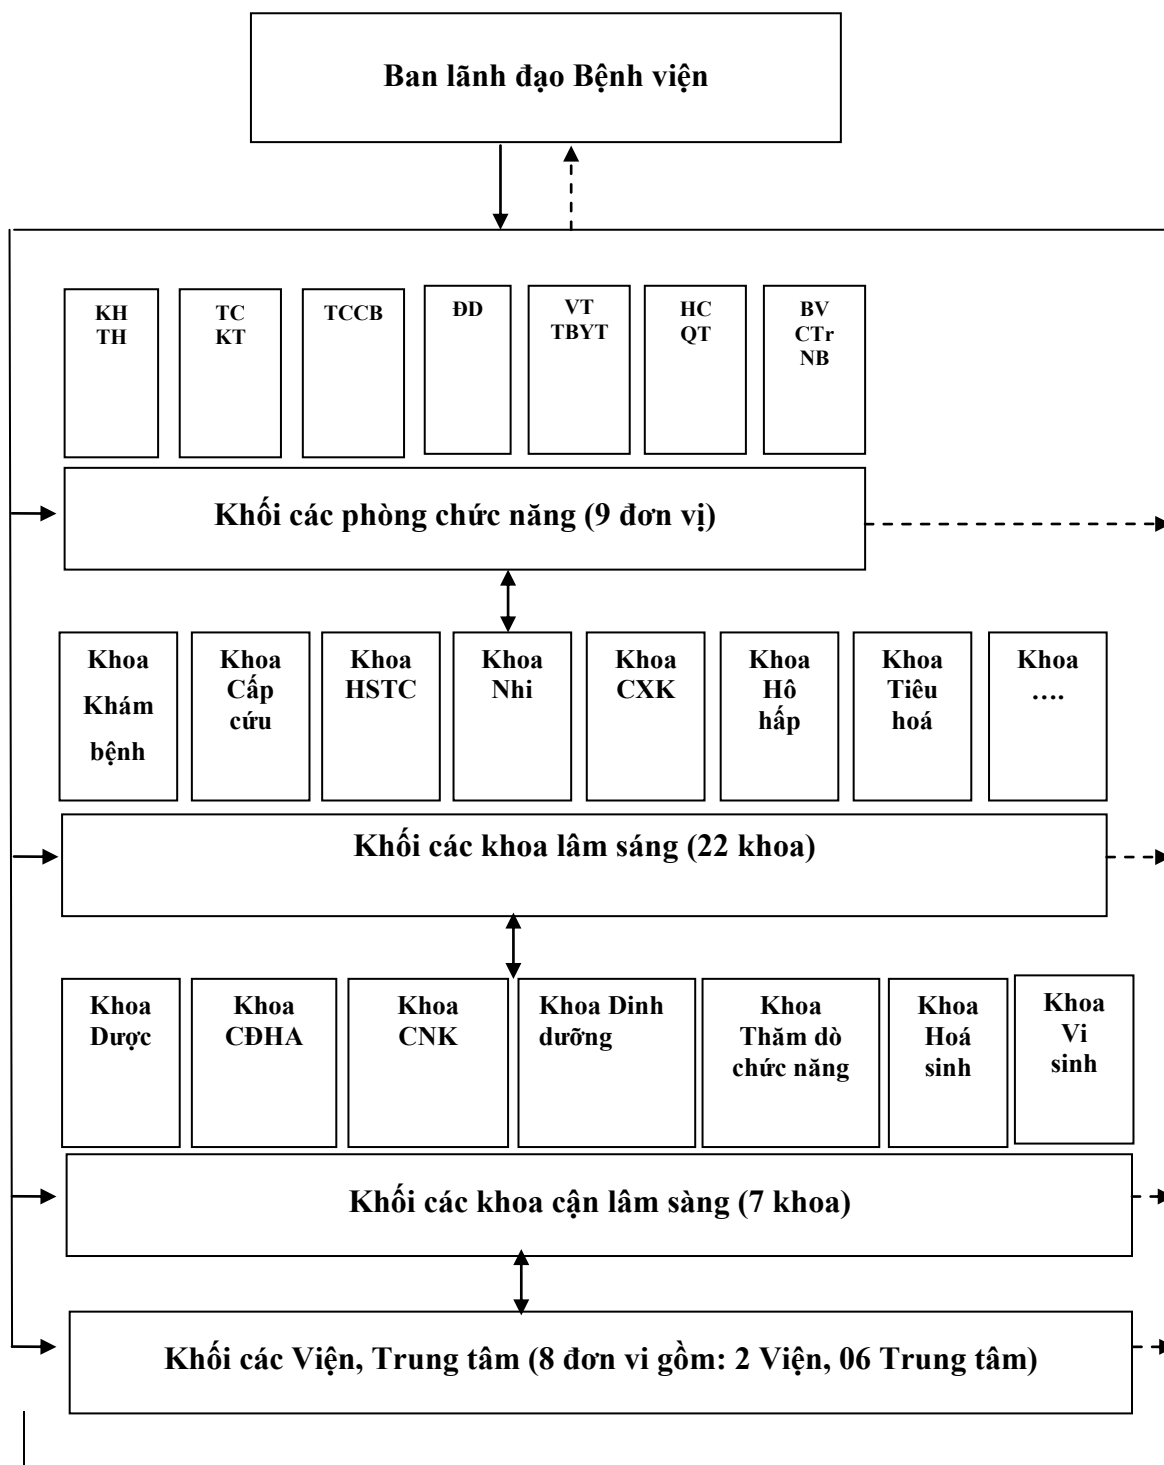 Ban lãnh đạo Bệnh viện
KH
TH
TC
KT
TCCB
ĐD
VT
TBYT
HC
QT
BV
CTr
NB
Khối các phòng chức năng (9 đơn vị)
Khoa
Khám
bệnh
Khoa
Cấp
cứu
Khoa
HSTC
Khoa
Nhi
Khoa
CXK
Khoa
Hô
hấp
Khoa
Tiêu
hoá
Khoa
....
Khối các khoa lâm sáng (22 khoa)
Khoa
Dược
Khoa
CĐHA
Khoa
CNK
Khoa Dinh
dưỡng
Khoa
Thăm dò
chức năng
Khoa
Hoá
sinh
Khoa
Vi
sinh
Khối các khoa cận lâm sàng (7 khoa)
Khối các Viện, Trung tâm (8 đơn vi gồm: 2 Viện, 06 Trung tâm)